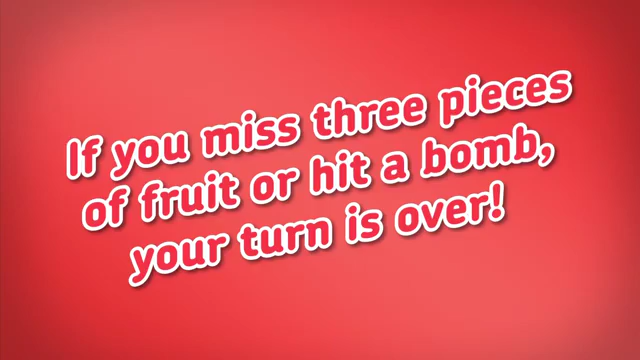 If you miss three pieces
of fruit or hit a bomb,
your turn is over!